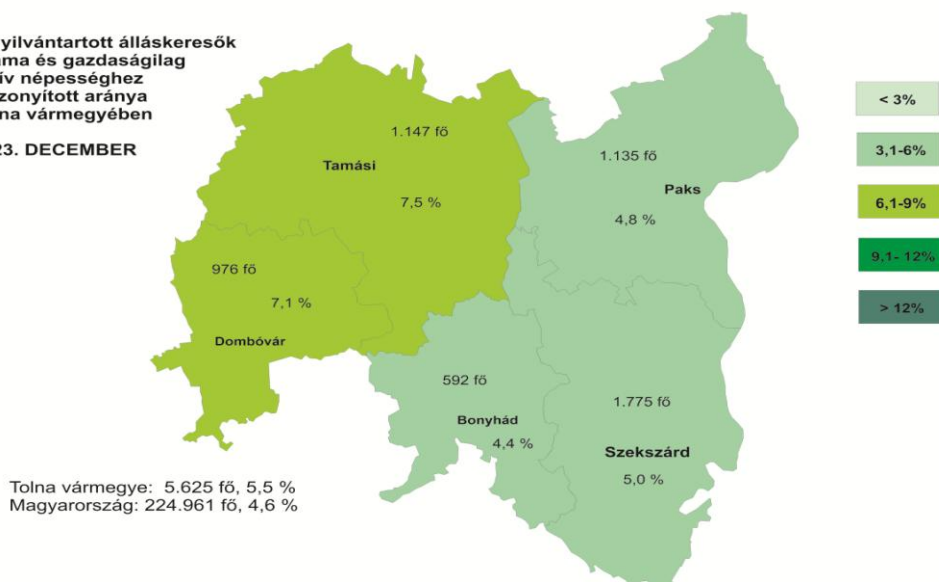 yilvántartott álláskeresők
áma és gazdaságilag
ív népességhez
zonyított aránya
na vármegyében
23. DECEMBER
1.147 fő
Tamási
7,5 %
1.135 fő
Paks
4,8 %
976 fő
7,1 %
Dombóvár
592 fő
Bonyhád
4,4 %
1.775 fő
Szekszárd
5,0 %
< 3%
3,1-6%
6,1-9%
9,1- 12%
> 12%
Tolna vármegye: 5.625 fő, 5,5 %
Magyarország: 224.961 fő, 4,6 %